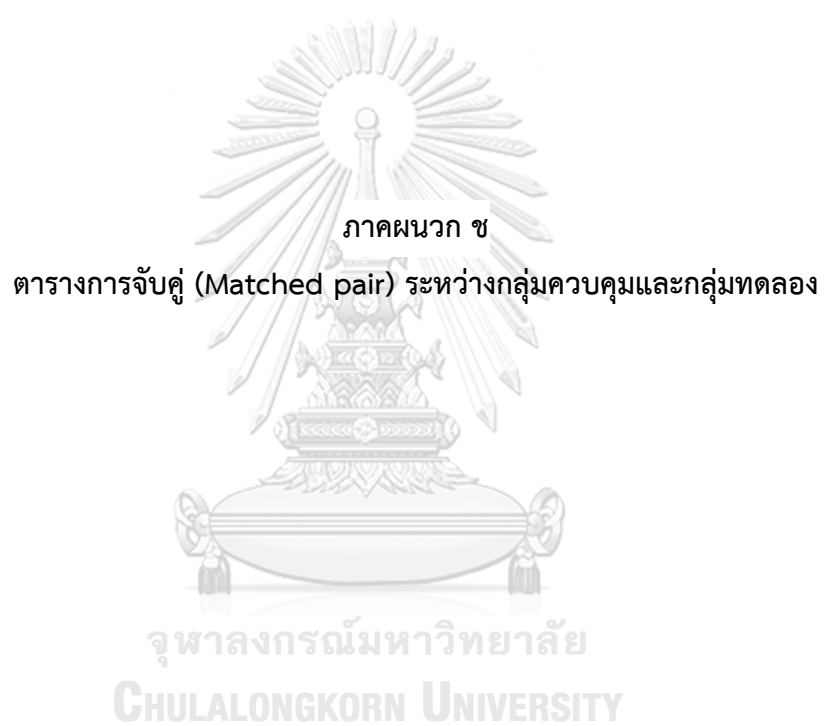 ภาคผนวก ช
ตารางการจับคู่ (Matched pair) ระหว่างกลุ่มควบคุมและกลุ่มทดลอง
จุฬาลงกรณ์มหาวิทยาลัย
CHULALONGKORN UNIVERSITY